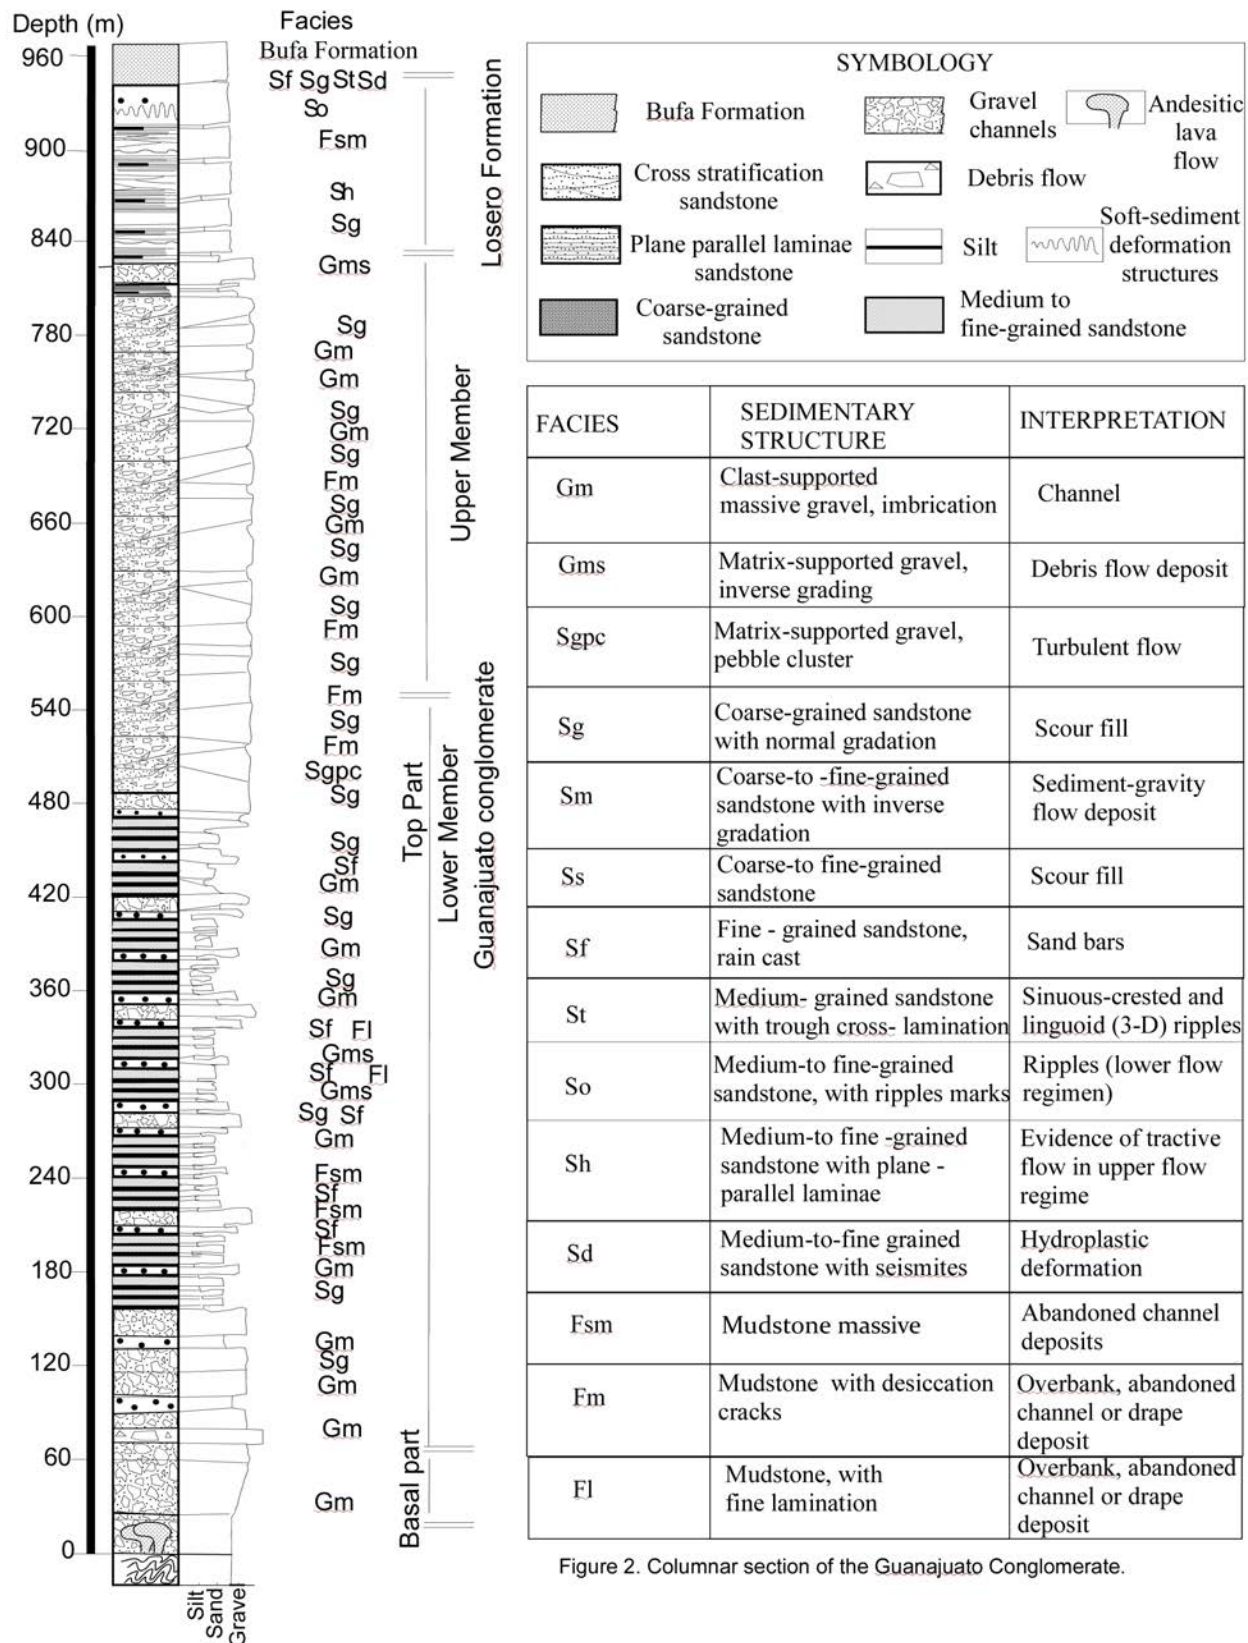 Depth (m)
Facies
960
Bufa Formation
Sf Sg St Sd
So
Fsm
900
Sh
Sg
840
Gms
Sg
780
Gm
Gm
Sg
720
Gm
Sg
Fm
Sg
660
Gm
Sg
Gm
600
Sg
Fm
Sg
Fm
540
Sg
Fm
Sgpc
480
Sg
Sg
Sf
Gm
420
Sg
Gm
Sg
360
Gm
Sf Fl
Gms
Sf Fl
300
Gms
Sg Sf
Gm
240
Fsm
Sf
Fsm
Sf
Fsm
180
Gm
Sg
Gm
120
Sg
Gm
Gm
60
Gm
0
Silt
Sand
Gravel
Losero Formation
Upper Member
Guanajuato conglomerate
Lower Member
Top Part
Basal part
SYMBOLOGY
Bufa Formation
Gravel
channels
Andesitic
lava
flow
Cross stratification
sandstone
Debris flow
Plane parallel laminae
sandstone
Silt
Soft-sediment
deformation
structures
Coarse-grained
sandstone
Medium to
fine-grained sandstone
FACIES
SEDIMENTARY
STRUCTURE
INTERPRETATION
Gm
Clast-supported
massive gravel, imbrication
Channel
Gms
Matrix-supported gravel,
inverse grading
Debris flow deposit
Sgpc
Matrix-supported gravel,
pebble cluster
Turbulent flow
Sg
Coarse-grained sandstone
with normal gradation
Scour fill
Sm
Coarse-to -fine-grained
sandstone with inverse
gradation
Sediment-gravity
flow deposit
Ss
Coarse-to fine-grained
sandstone
Scour fill
Sf
Fine - grained sandstone,
rain cast
Sand bars
St
Medium- grained sandstone
with trough cross- lamination
Sinuous-crested and
linguoid (3-D) ripples
So
Medium-to fine-grained
sandstone, with ripples marks
Ripples (lower flow
regimen)
Sh
Medium-to fine -grained
sandstone with plane -
parallel laminae
Evidence of tractive
flow in upper flow
regime
Sd
Medium-to-fine grained
sandstone with seismites
Hydroplastic
deformation
Fsm
Mudstone massive
Abandoned channel
deposits
Fm
Mudstone with desiccation
cracks
Overbank, abandoned
channel or drape
deposit
Fl
Mudstone, with
fine lamination
Overbank, abandoned
channel or drape
deposit
Figure 2. Columnar section of the Guanajuato Conglomerate.